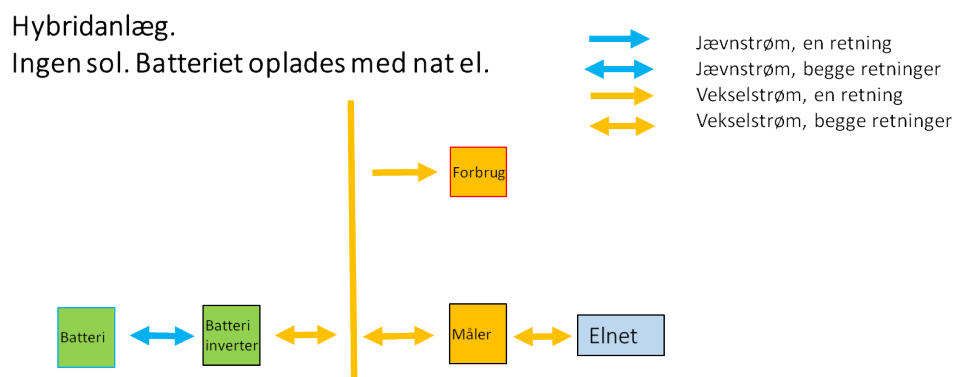 Hybridanlæg.
Ingen sol. Batteriet oplades med nat el.
Jævnstrøm, en retning
Jævnstrøm, begge retninger
Vekselstrøm, en retning
Vekselstrøm, begge retninger
Forbrug
Batteri
Batteri
inverter
Måler
Elnet